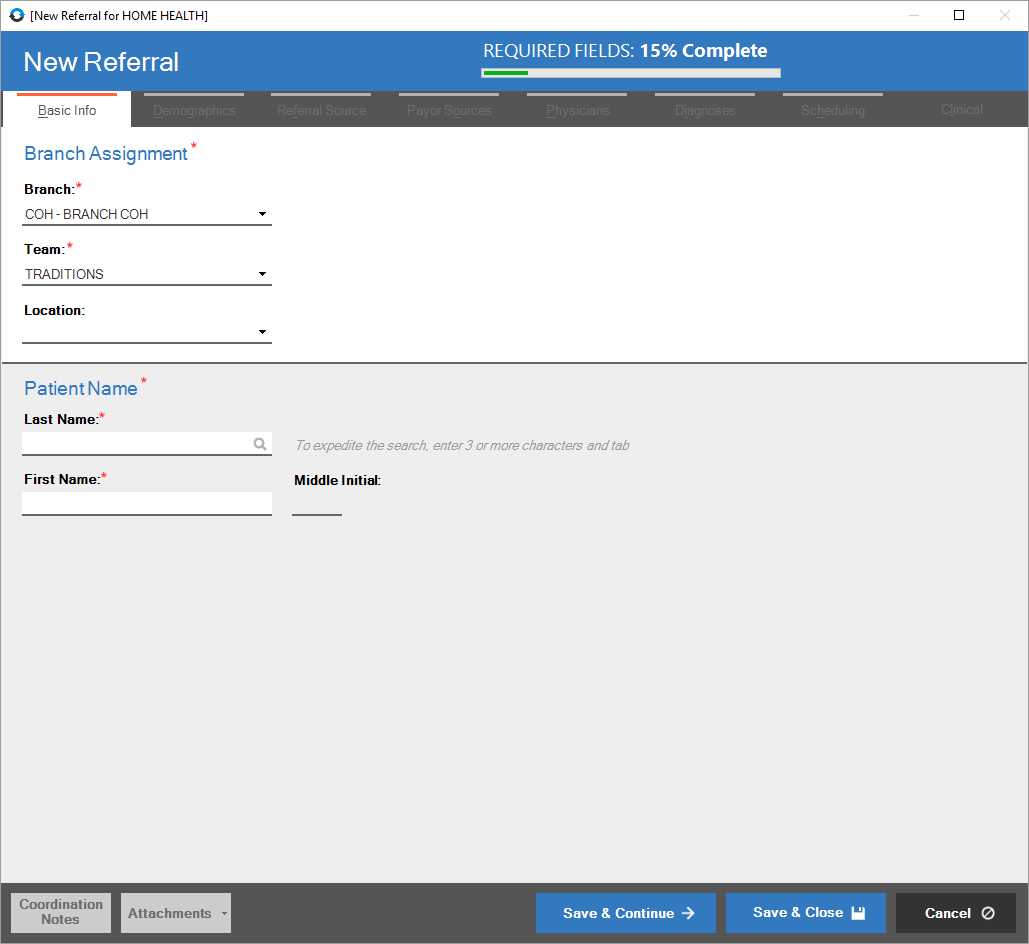 [New Referral for HOME HEALTH]
New Referral
REQUIRED FIELDS: 15% Complete
Basic Info Demographics Referral Source Payor Sources Physicians Diagnoses Scheduling Clinical
Branch Assignment *
Branch:*
COH - BRANCH COH
Team:*
TRADITIONS
Location:
Patient Name *
Last Name:*
To expedite the search, enter 3 or more characters and tab
First Name:*
Middle Initial:
Coordination
Notes
Attachments
Save & Continue
Save & Close
Cancel